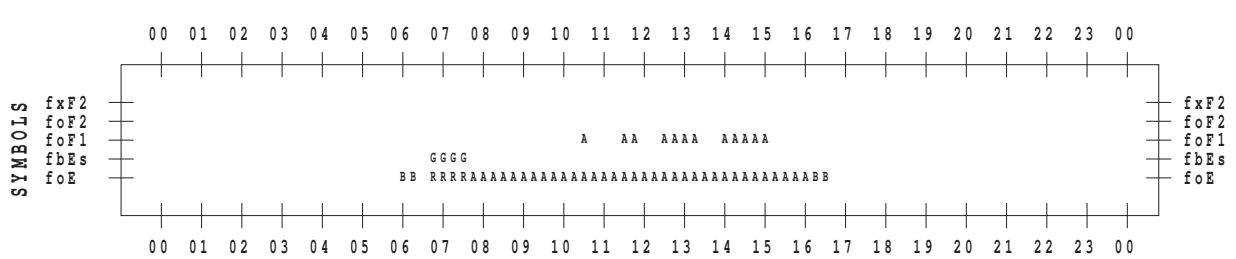 00 01 02 03 04 05 06 07 08 09 10 11 12 13 14 15 16 17 18 19 20 21 22 23 00
SYMBOLS
fxF2 fxF2
foF2 foF2
foF1 A AA AAAA AAAAA foF1
fbEs GGGG fbEs
foE BB RRRRAAAAAAAAAAAAAAAAAAAAAAAAAAAAAAAAAABB foE
00 01 02 03 04 05 06 07 08 09 10 11 12 13 14 15 16 17 18 19 20 21 22 23 00